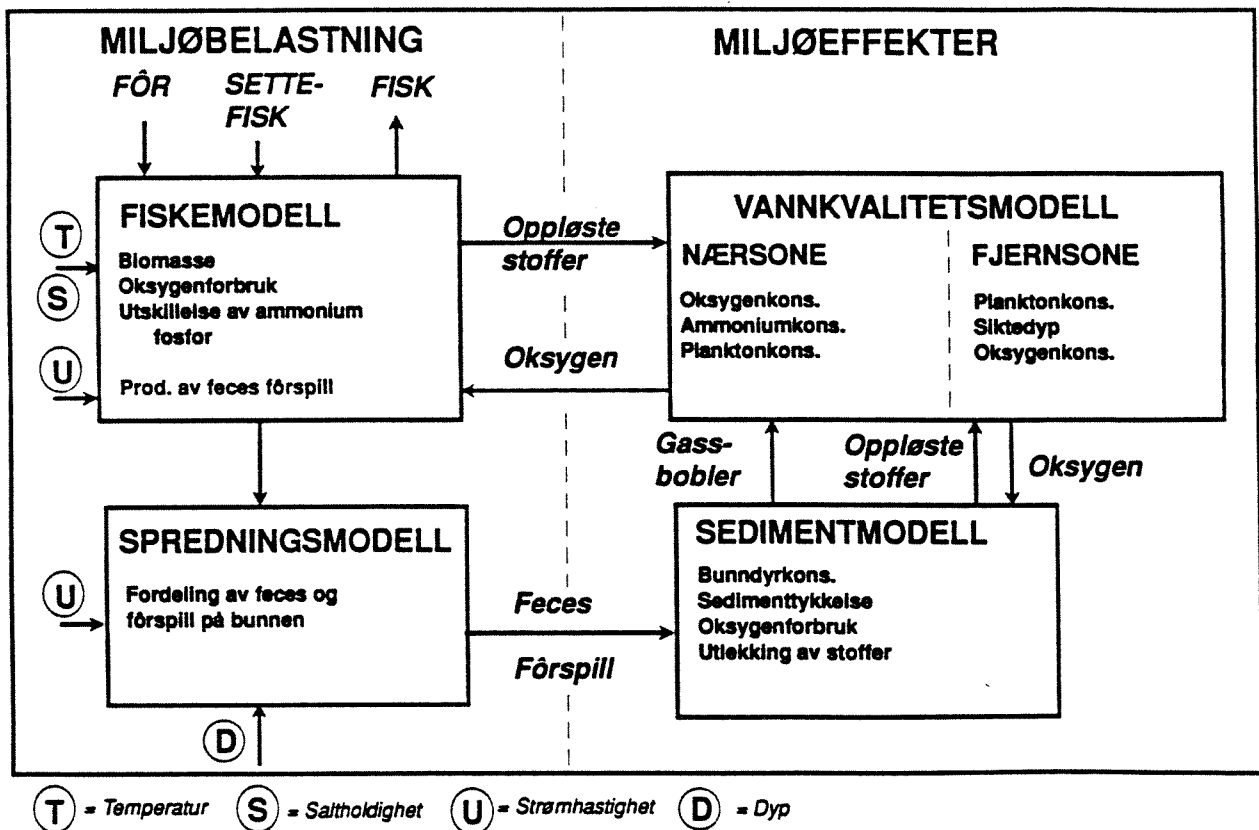 MILJØBELASTNING
FÔR
SETTE-
FISK
FISK
T
S
U
FISKEMODELL
Biomasse
Oksygenforbruk
Utskillelse av ammonium
fosfor
Prod. av feces fôrspill
Oppløste
stoffer
Oksygen
SPREDNINGSMODELL
Fordeling av feces og
fôrspill på bunnen
U
D
Feces
Fôrspill
MILJØEFFEKTER
VANNKVALITETSMODELL
NÆRSONE
Oksygenkons.
Ammoniumkons.
Planktonkons.
FJERNSONE
Planktonkons.
Siktedyp
Oksygenkons.
Gass-
bobler
Oppløste
stoffer
Oksygen
SEDIMENTMODELL
Bunndyrkons.
Sedimenttykkelse
Oksygenforbruk
Utlekking av stoffer
T = Temperatur S = Saltholdighet U = Strømhastighet D = Dyp